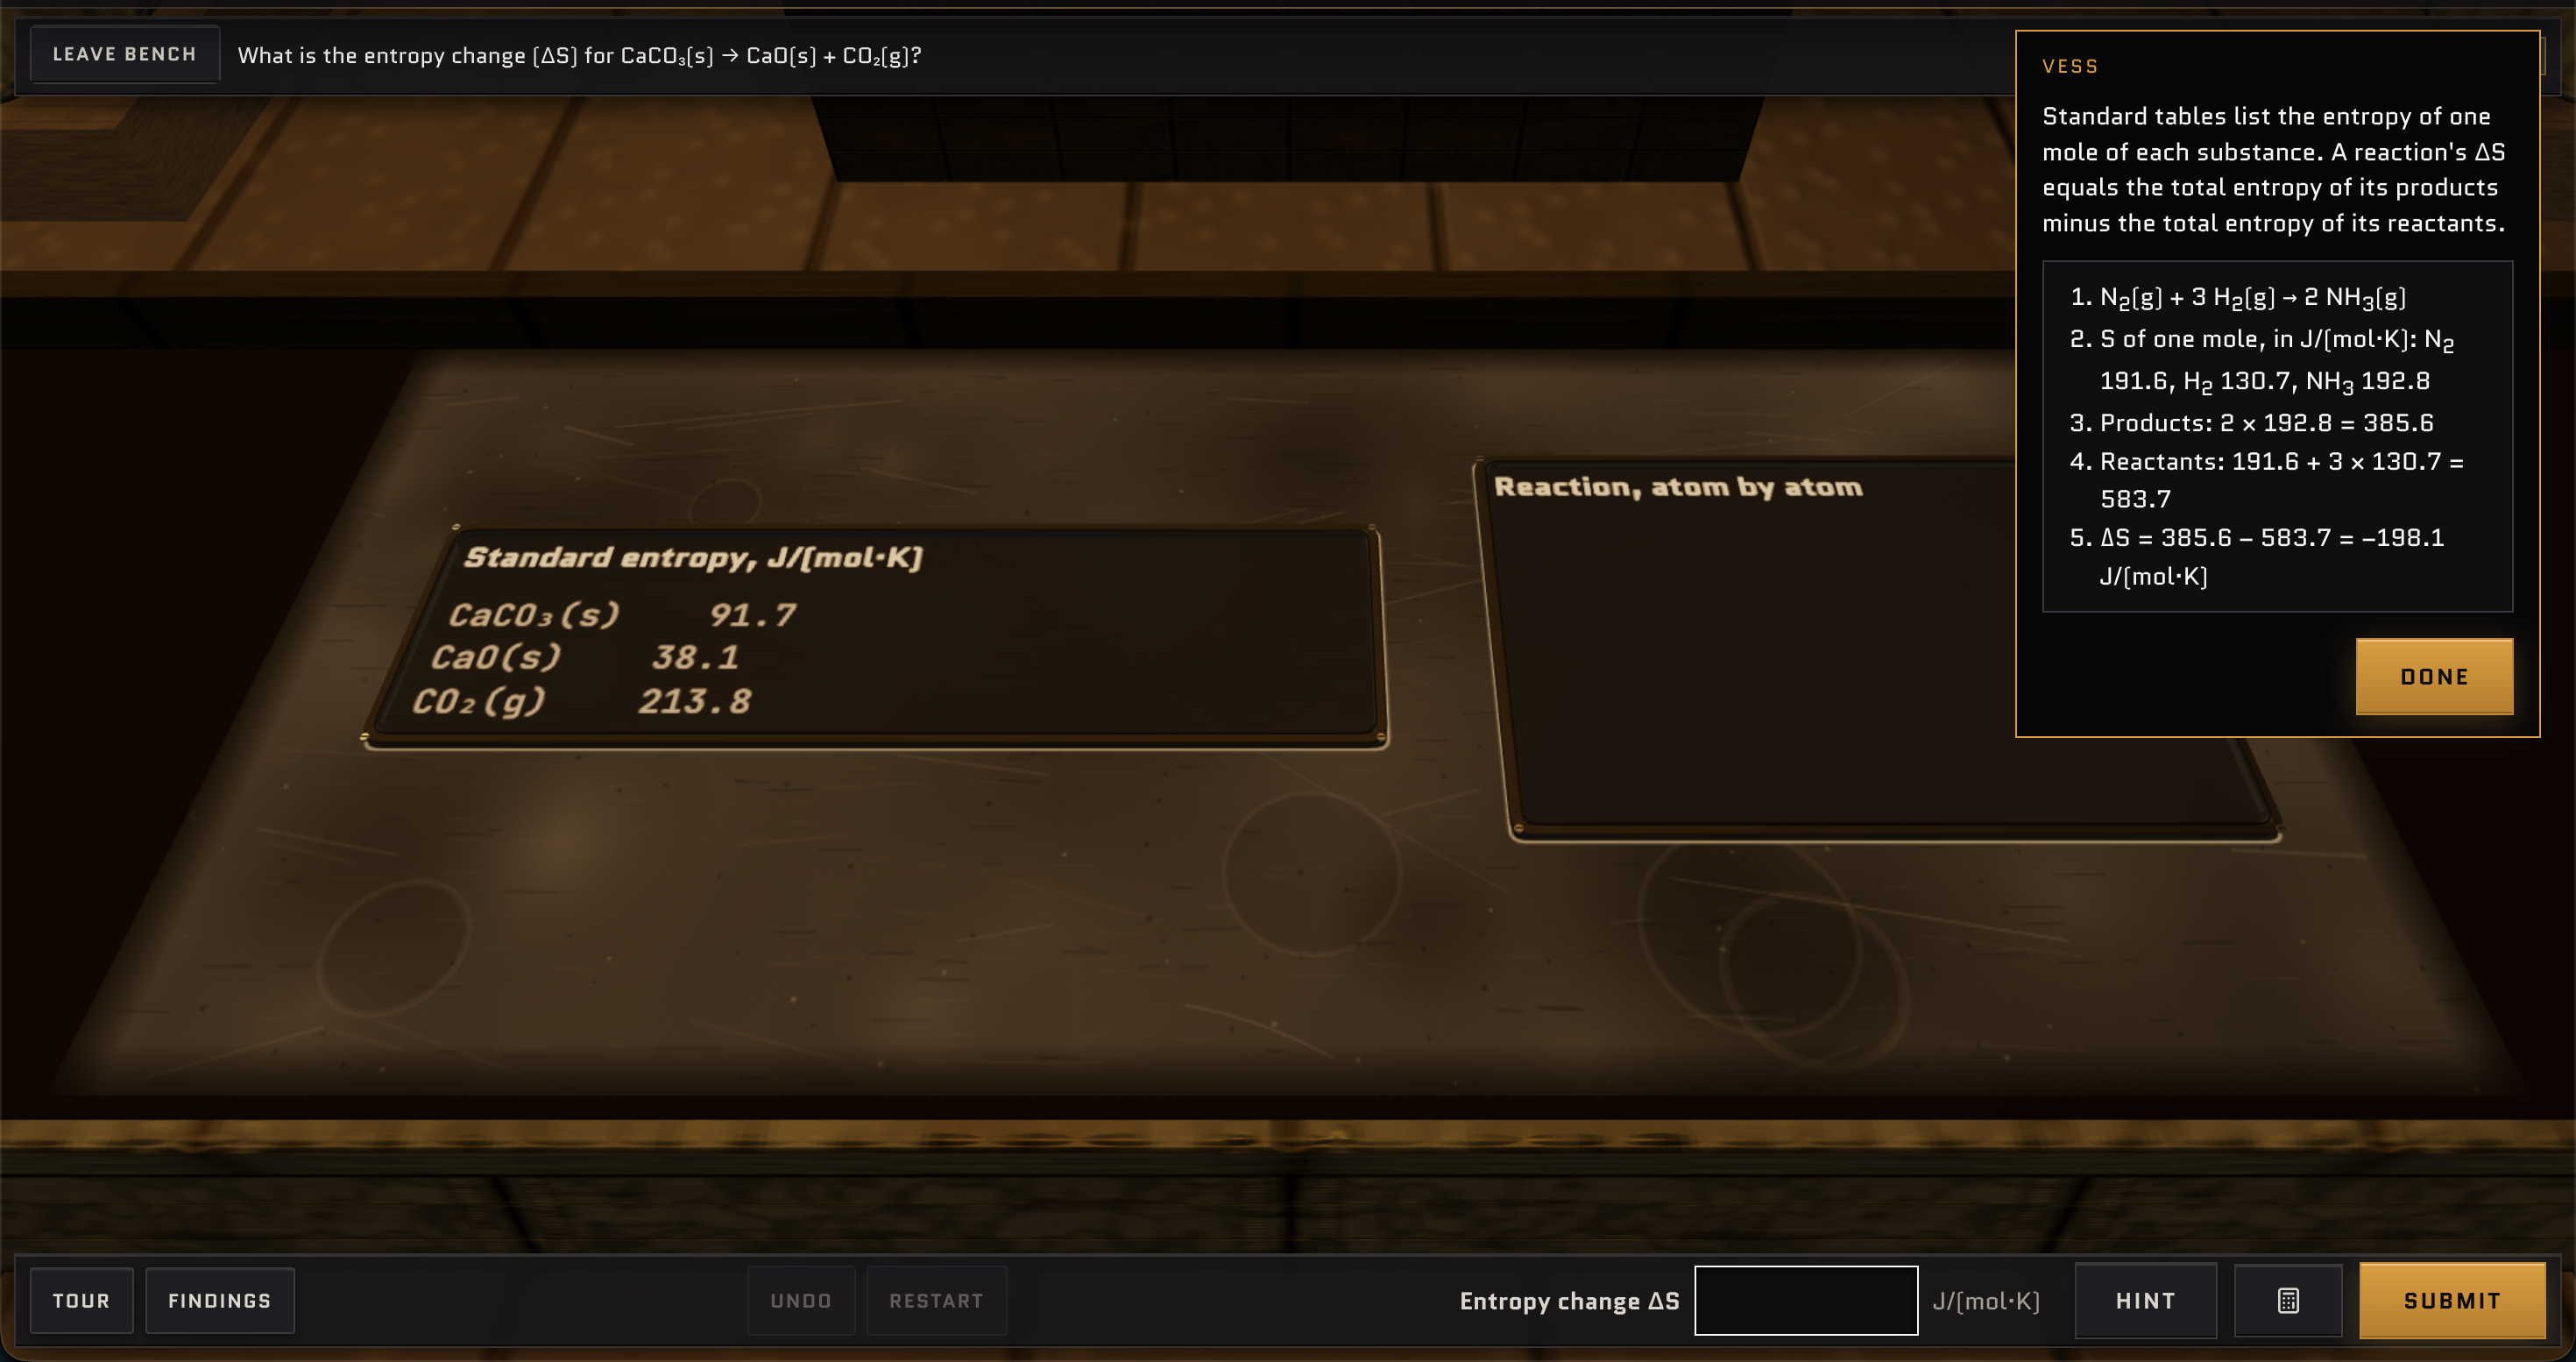 LEAVE BENCH
What is the entropy change (ΔS) for CaCO₃(s) → CaO(s) + CO₂(g)?
VESS
Standard tables list the entropy of one
mole of each substance. A reaction's ΔS
equals the total entropy of its products
minus the total entropy of its reactants.
1. N₂(g) + 3 H₂(g) → 2 NH₃(g)
2. S of one mole, in J/(mol·K): N₂
191.6, H₂ 130.7, NH₃ 192.8
3. Products: 2 × 192.8 = 385.6
4. Reactants: 191.6 + 3 × 130.7 =
583.7
5. ΔS = 385.6 − 583.7 = −198.1
J/(mol·K)
DONE
Standard entropy, J/(mol·K)
CaCO₃(s) 91.7
CaO(s) 38.1
CO₂(g) 213.8
Reaction, atom by atom
TOUR
FINDINGS
UNDO
RESTART
Entropy change ΔS
J/(mol·K)
HINT
SUBMIT